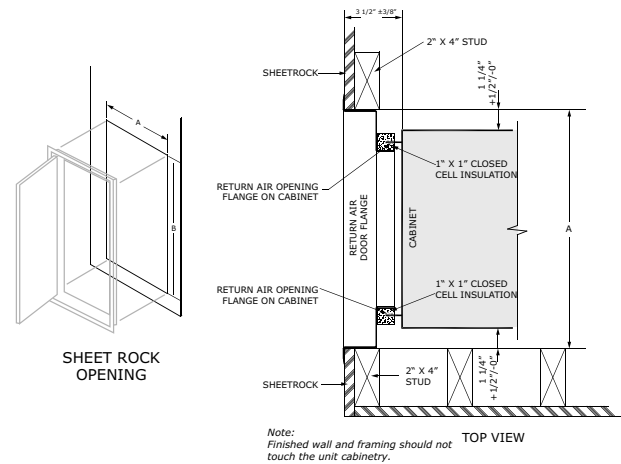 3 1/2" ±3/8"
2" X 4" STUD
SHEETROCK
1 1/4"
+1/2"/-0"
A
B
1" X 1" CLOSED
CELL INSULATION
RETURN AIR OPENING
FLANGE ON CABINET
RETURN AIR
DOOR FLANGE
CABINET
A
RETURN AIR OPENING
FLANGE ON CABINET
1" X 1" CLOSED
CELL INSULATION
SHEET ROCK
OPENING
SHEETROCK
2" X 4"
STUD
1 1/4"
+1/2"/-0"
Note:
Finished wall and framing should not
touch the unit cabinetry.
TOP VIEW